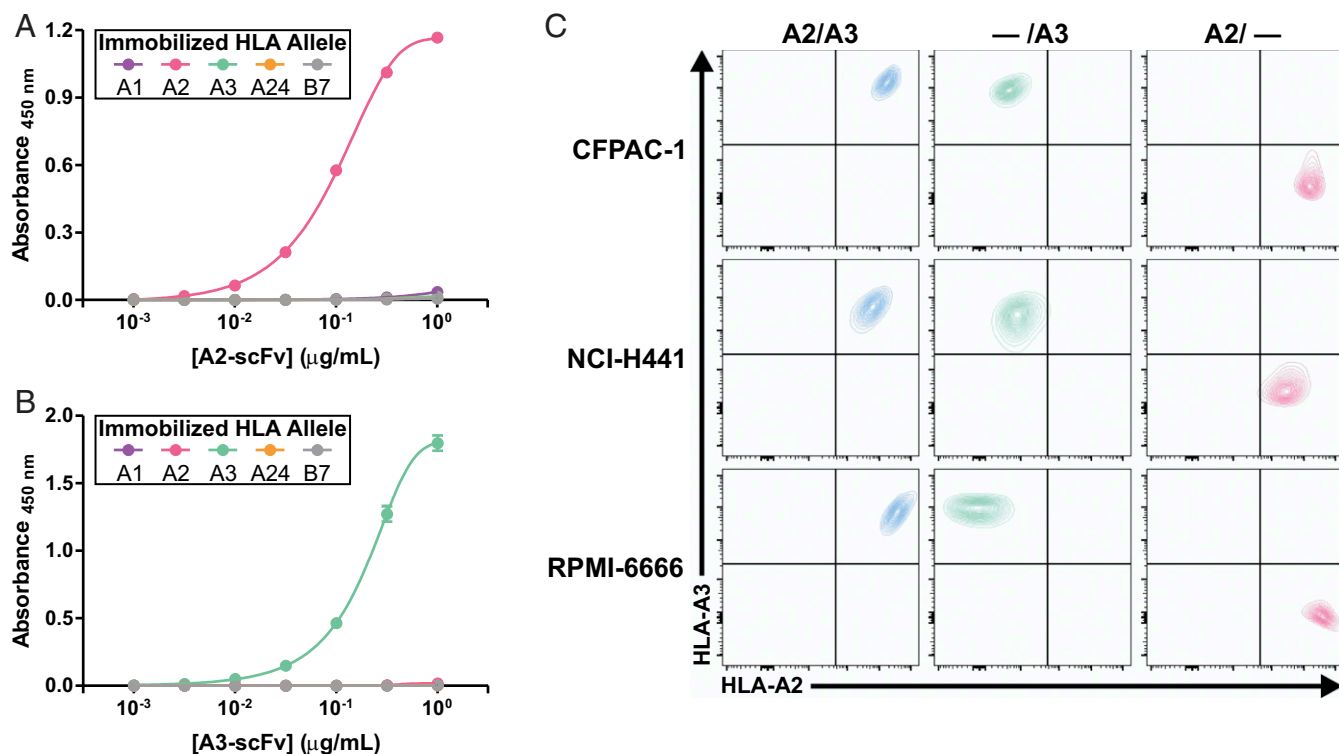 A
1.2
0.9
0.6
0.3
0.0
Absorbance 450 nm
Immobilized HLA Allele
A1 A2 A3 A24 B7
10-3 10-2 10-1 100
[A2-scFv] (μg/mL)
B
2.0
1.5
1.0
0.5
0.0
Absorbance 450 nm
Immobilized HLA Allele
A1 A2 A3 A24 B7
10-3 10-2 10-1 100
[A3-scFv] (μg/mL)
C
A2/A3 — /A3 A2/ —
CFPAC-1
NCI-H441
RPMI-6666
HLA-A3
HLA-A2